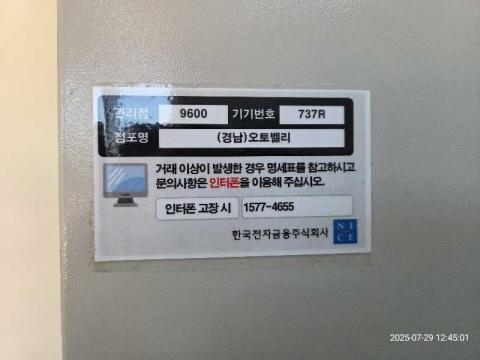 관리점 9600 기기번호 737R
점포명 (경남)오토벨리
거래 이상이 발생한 경우 명세표를 참고하시고
문의사항은 인터폰을 이용해 주십시오.
인터폰 고장 시 1577-4655
한국전자금융주식회사 NICE
2025-07-29 12:45:01